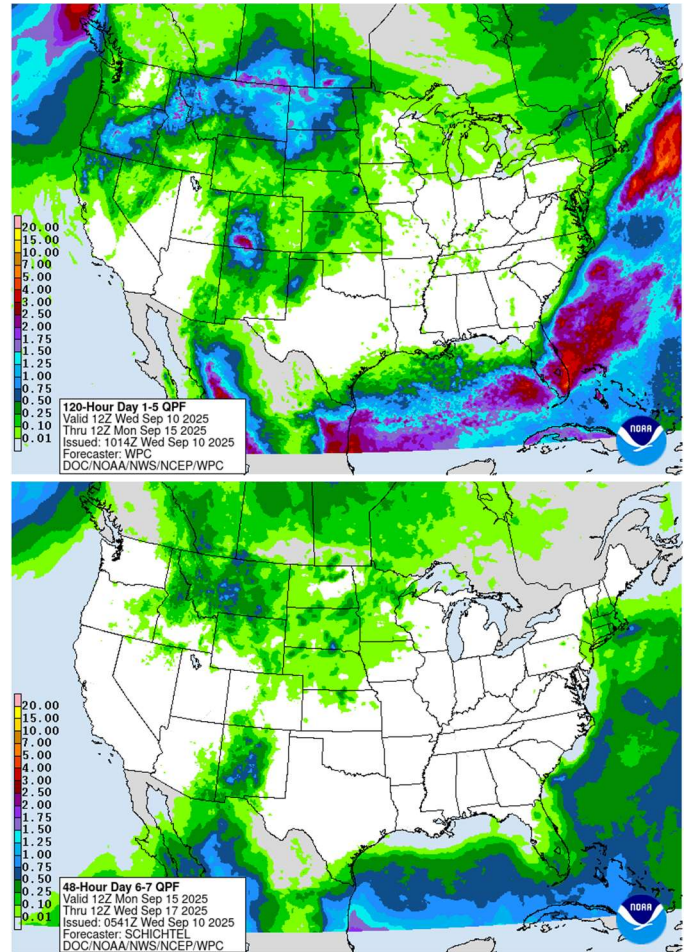 20.00
15.00
10.00
7.00
5.00
4.00
3.00
2.50
2.00
1.75
1.50
1.25
1.00
0.75
0.50
0.25
0.10
0.01
120-Hour Day 1-5 QPF
Valid 12Z Wed Sep 10 2025
Thru 12Z Mon Sep 15 2025
Issued: 1014Z Wed Sep 10 2025
Forecaster: WPC
DOC/NOAA/NWS/NCEP/WPC
NOAA
20.00
15.00
10.00
7.00
5.00
4.00
3.00
2.50
2.00
1.75
1.50
1.25
1.00
0.75
0.50
0.25
0.10
0.01
48-Hour Day 6-7 QPF
Valid 12Z Mon Sep 15 2025
Thru 12Z Wed Sep 17 2025
Issued: 0541Z Wed Sep 10 2025
Forecaster: SCHICHTEL
DOC/NOAA/NWS/NCEP/WPC
NOAA